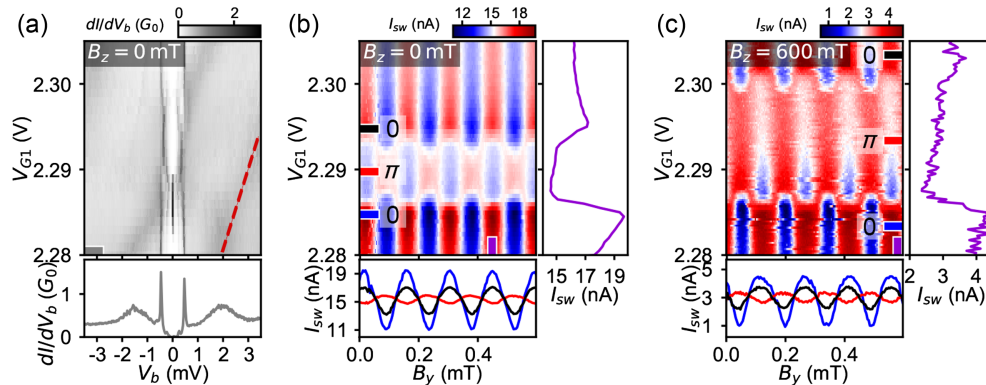 (a)
dI/dV_b (G_0)
0 2
B_z = 0 mT
V_G1 (V)
2.30
2.29
2.28
dI/dV_b (G_0)
1
0
-3 -2 -1 0 1 2 3
V_b (mV)
(b)
I_sw (nA)
12 15 18
B_z = 0 mT
0
π
0
V_G1 (V)
2.30
2.29
2.28
15 17 19
I_sw (nA)
I_sw (nA)
19
15
11
0.0 0.2 0.4
B_y (mT)
(c)
I_sw (nA)
1 2 3 4
B_z = 600 mT
0
π
0
V_G1 (V)
2.30
2.29
2.28
2 3 4
I_sw (nA)
I_sw (nA)
5
3
1
0.0 0.2 0.4
B_y (mT)